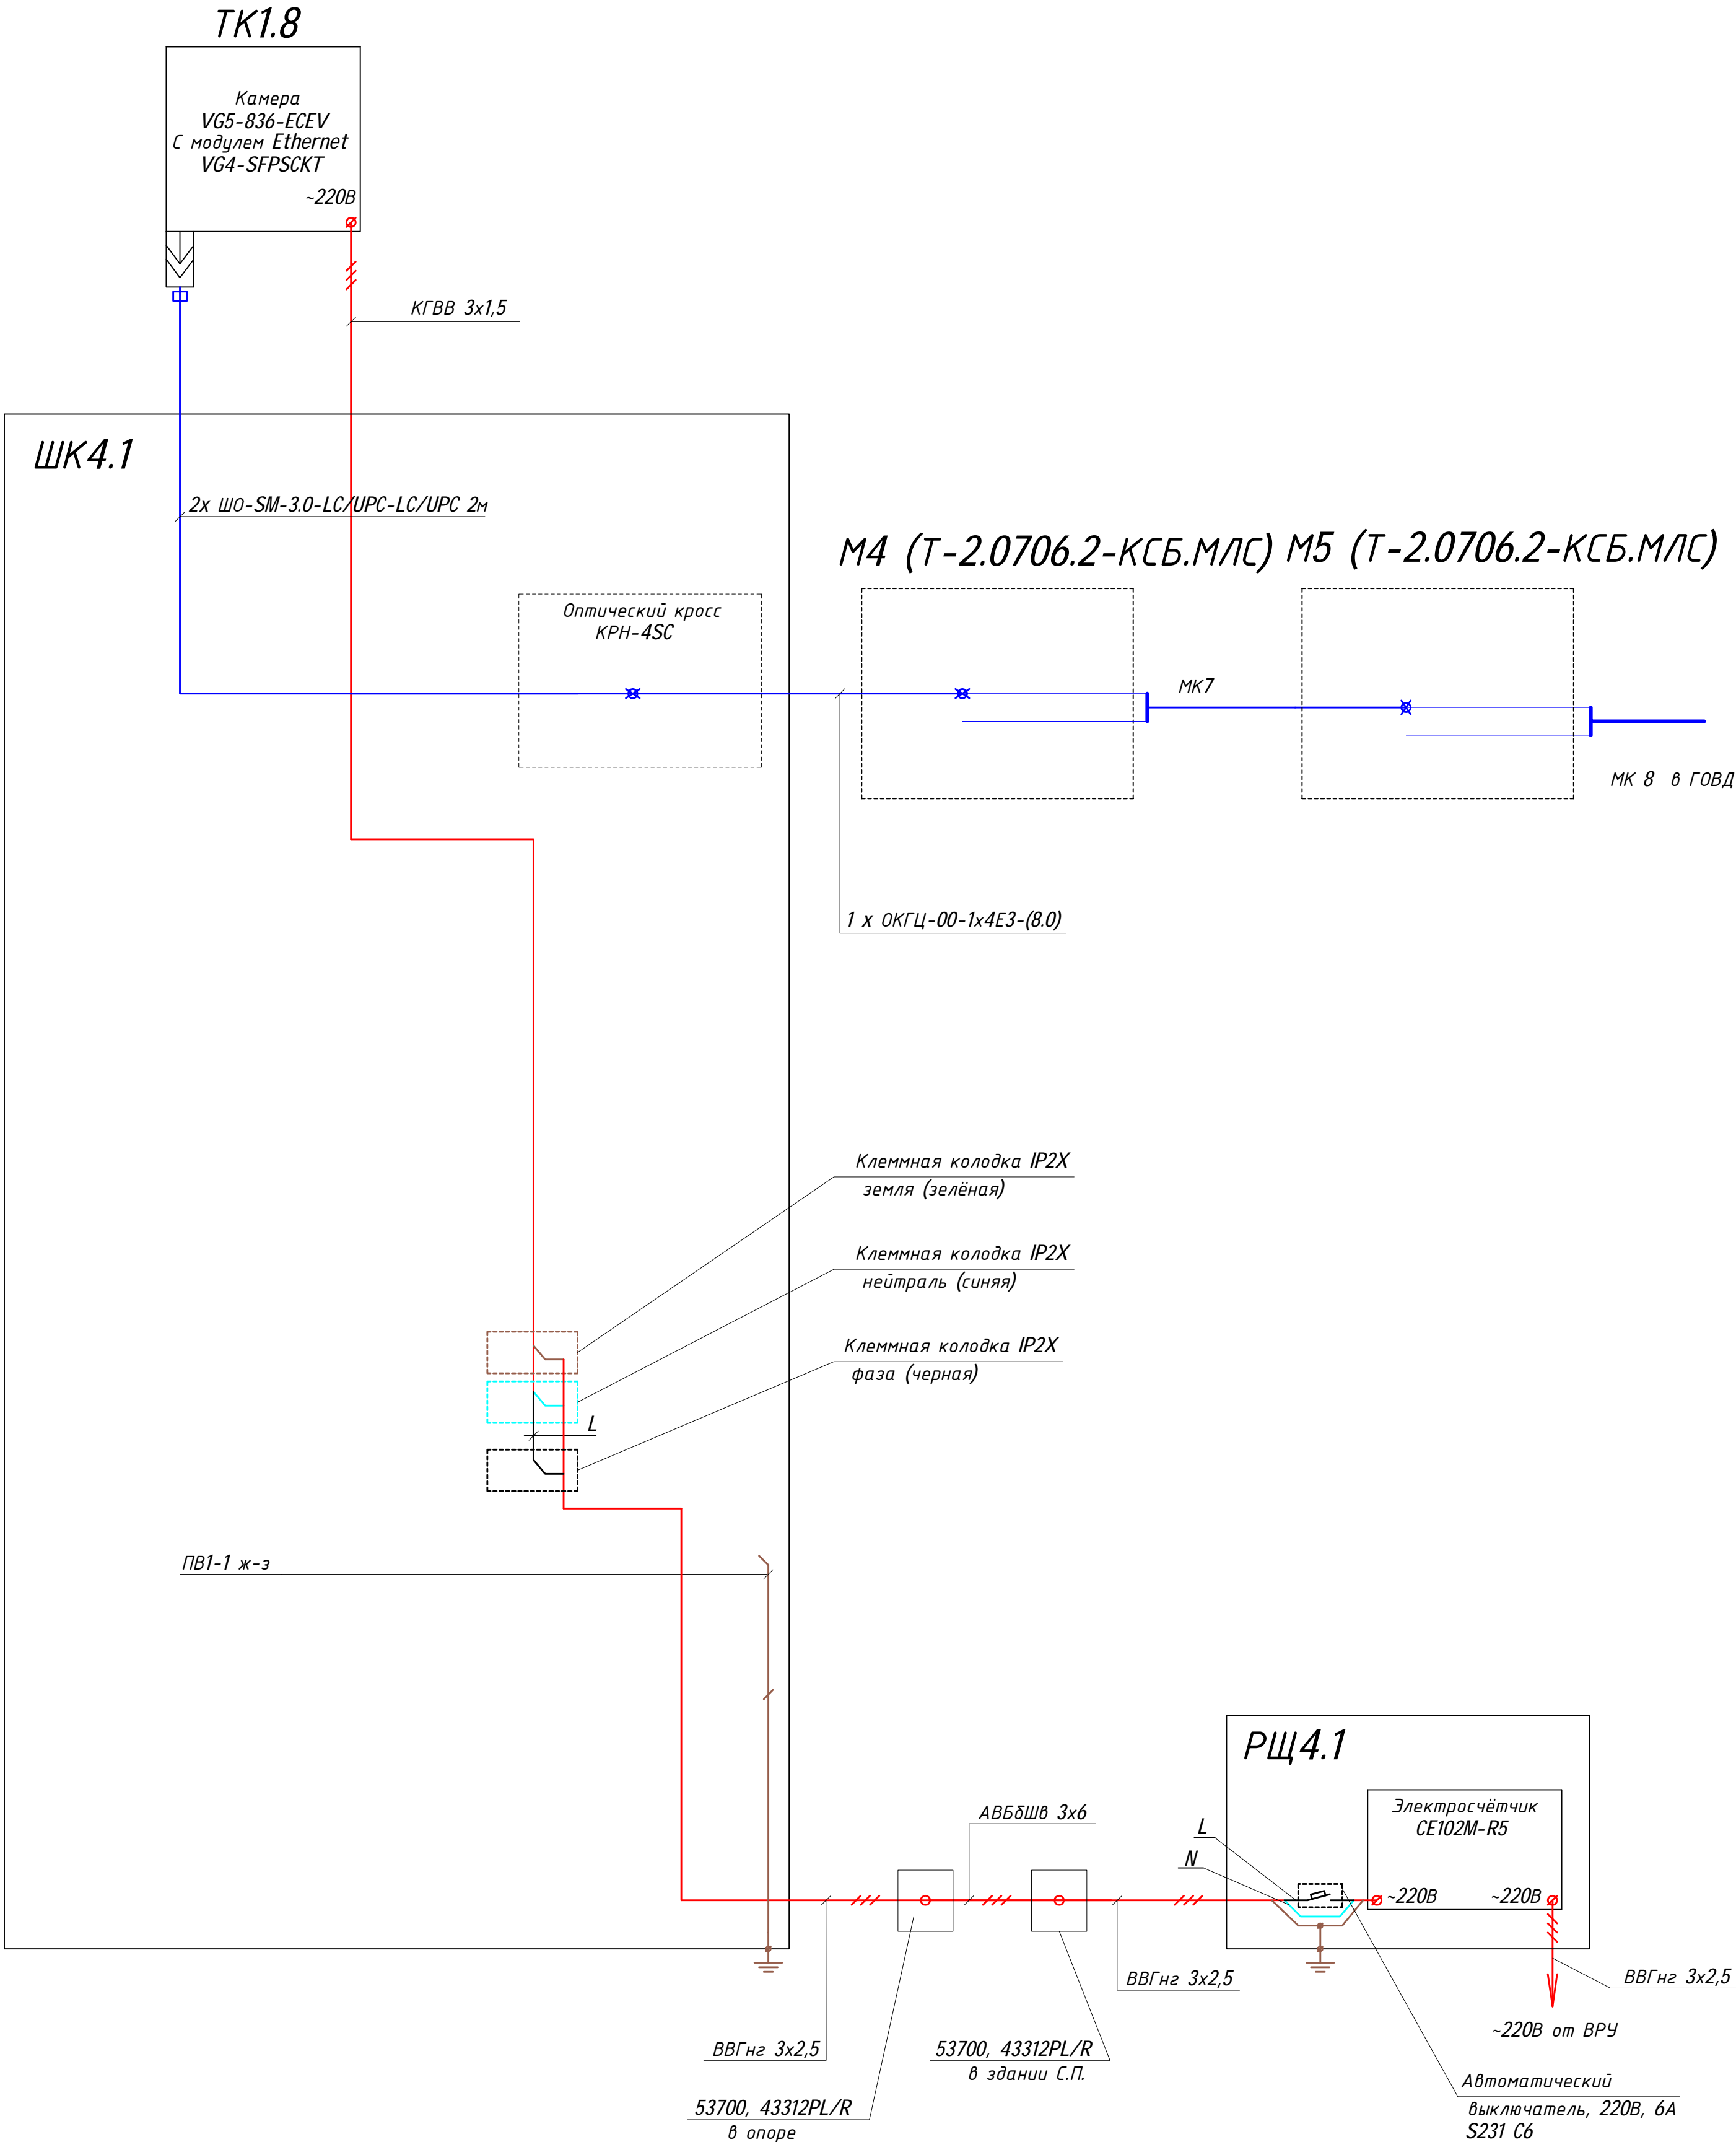 ТК1.8
Камера
VG5-836-ECEV
С модулем Ethernet
VG4-SFPSCKT
~220В
КГВВ 3х1,5
ШК4.1
2х ШО-SM-3.0-LC/UPC-LC/UPC 2м
М4 (Т-2.0706.2-КСБ.МЛС)
М5 (Т-2.0706.2-КСБ.МЛС)
Оптический кросс
КРН-4SC
МК7
МК 8 в ГОВД
1 х ОКГЦ-00-1х4Е3-(8.0)
Клеммная колодка IP2X
земля (зелёная)
Клеммная колодка IP2X
нейтраль (синяя)
Клеммная колодка IP2X
фаза (черная)
L
ПВ1-1 ж-з
РЩ4.1
Электросчётчик
СЕ102М-R5
~220В
~220В
АВБбШв 3х6
L
N
ВВГнг 3х2,5
ВВГнг 3х2,5
~220В от ВРУ
ВВГнг 3х2,5
53700, 43312PL/R
в здании С.П.
53700, 43312PL/R
в опоре
Автоматический
выключатель, 220В, 6А
S231 C6